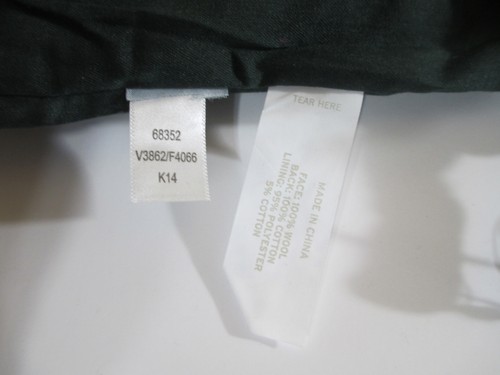 68352
V3862/F4066
K14
TEAR HERE
MADE IN CHINA
FACE: 100% WOOL
BACK: 100% COTTON
LINING: 95% POLYESTER
5% COTTON